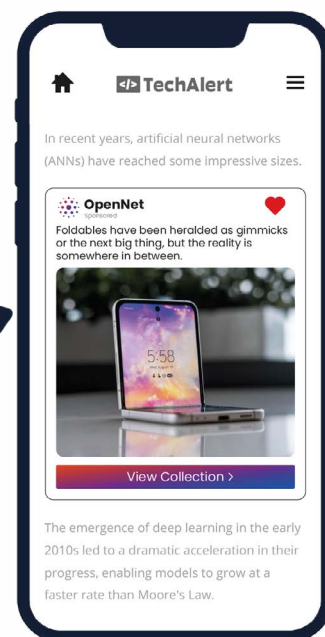 </> TechAlert
In recent years, artificial neural networks
(ANNs) have reached some impressive sizes.
OpenNet
sponsored
Foldables have been heralded as gimmicks
or the next big thing, but the reality is
somewhere in between.
5:58
View Collection >
The emergence of deep learning in the early
2010s led to a dramatic acceleration in their
progress, enabling models to grow at a
faster rate than Moore's Law.